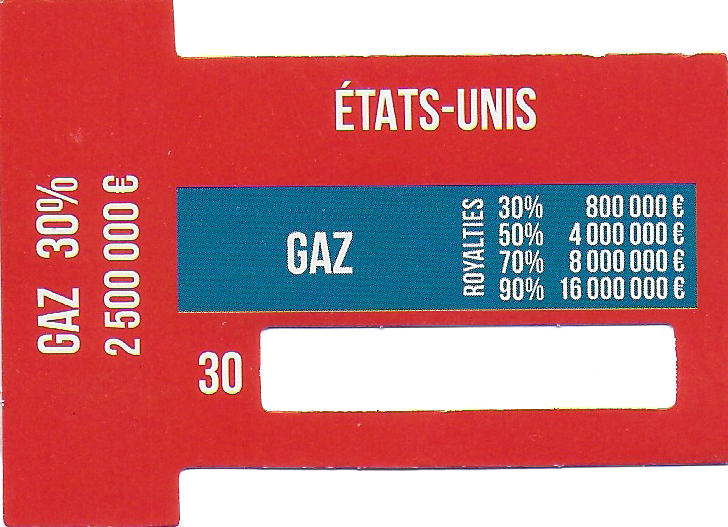 ÉTATS-UNIS
GAZ 30%
2 500 000 €
GAZ
ROYALTIES
30% 800 000 €
50% 4 000 000 €
70% 8 000 000 €
90% 16 000 000 €
30